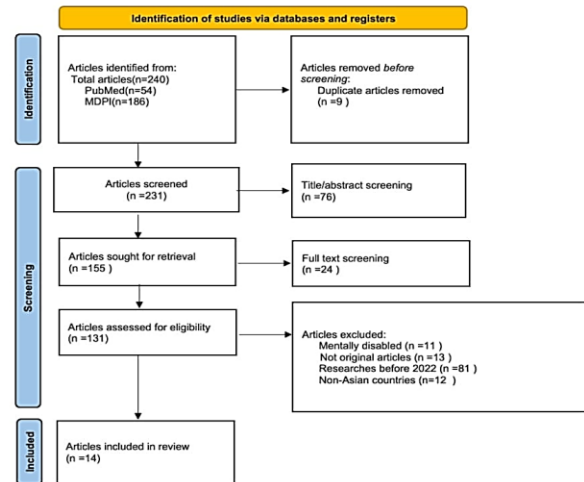 Identification of studies via databases and registers
Identification
Articles identified from:
Total articles(n=240)
PubMed(n=54)
MDPI(n=186)
Articles removed before
screening:
Duplicate articles removed
(n =9 )
Screening
Articles screened
(n =231)
Title/abstract screening
(n =76)
Articles sought for retrieval
(n =155 )
Full text screening
(n =24 )
Articles assessed for eligibility
(n =131)
Articles excluded:
Mentally disabled (n =11 )
Not original articles (n =13 )
Researches before 2022 (n =81 )
Non-Asian countries (n=12 )
Included
Articles included in review
(n =14)